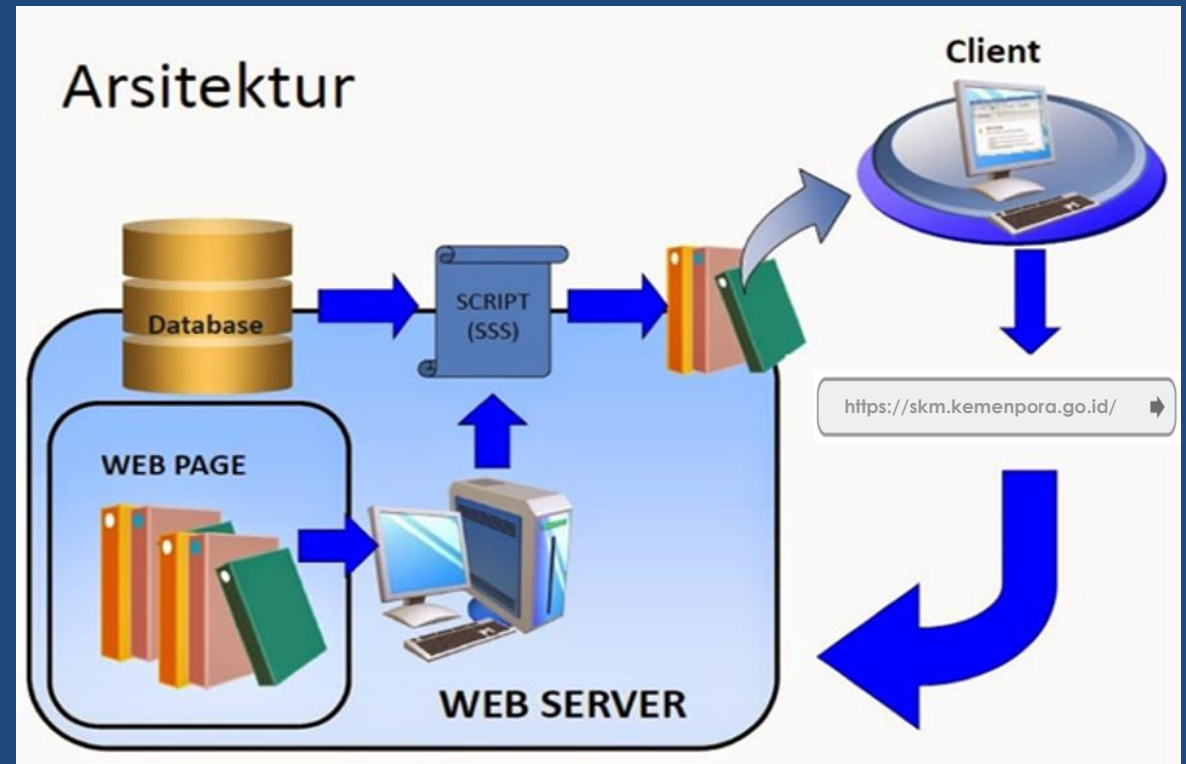 Arsitektur
Client
Database
SCRIPT
(SSS)
https://skm.kemenpora.go.id/
WEB PAGE
WEB SERVER